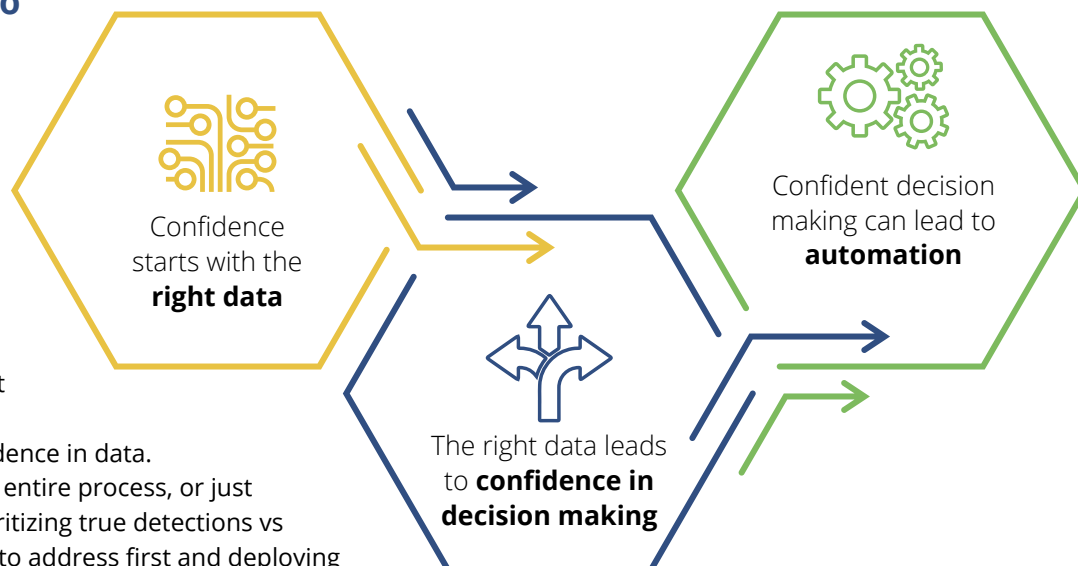 o
Confidence
starts with the
right data
Confident decision
making can lead to
automation
The right data leads
to confidence in
decision making
t
dence in data.
entire process, or just
ritizing true detections vs
to address first and deploying